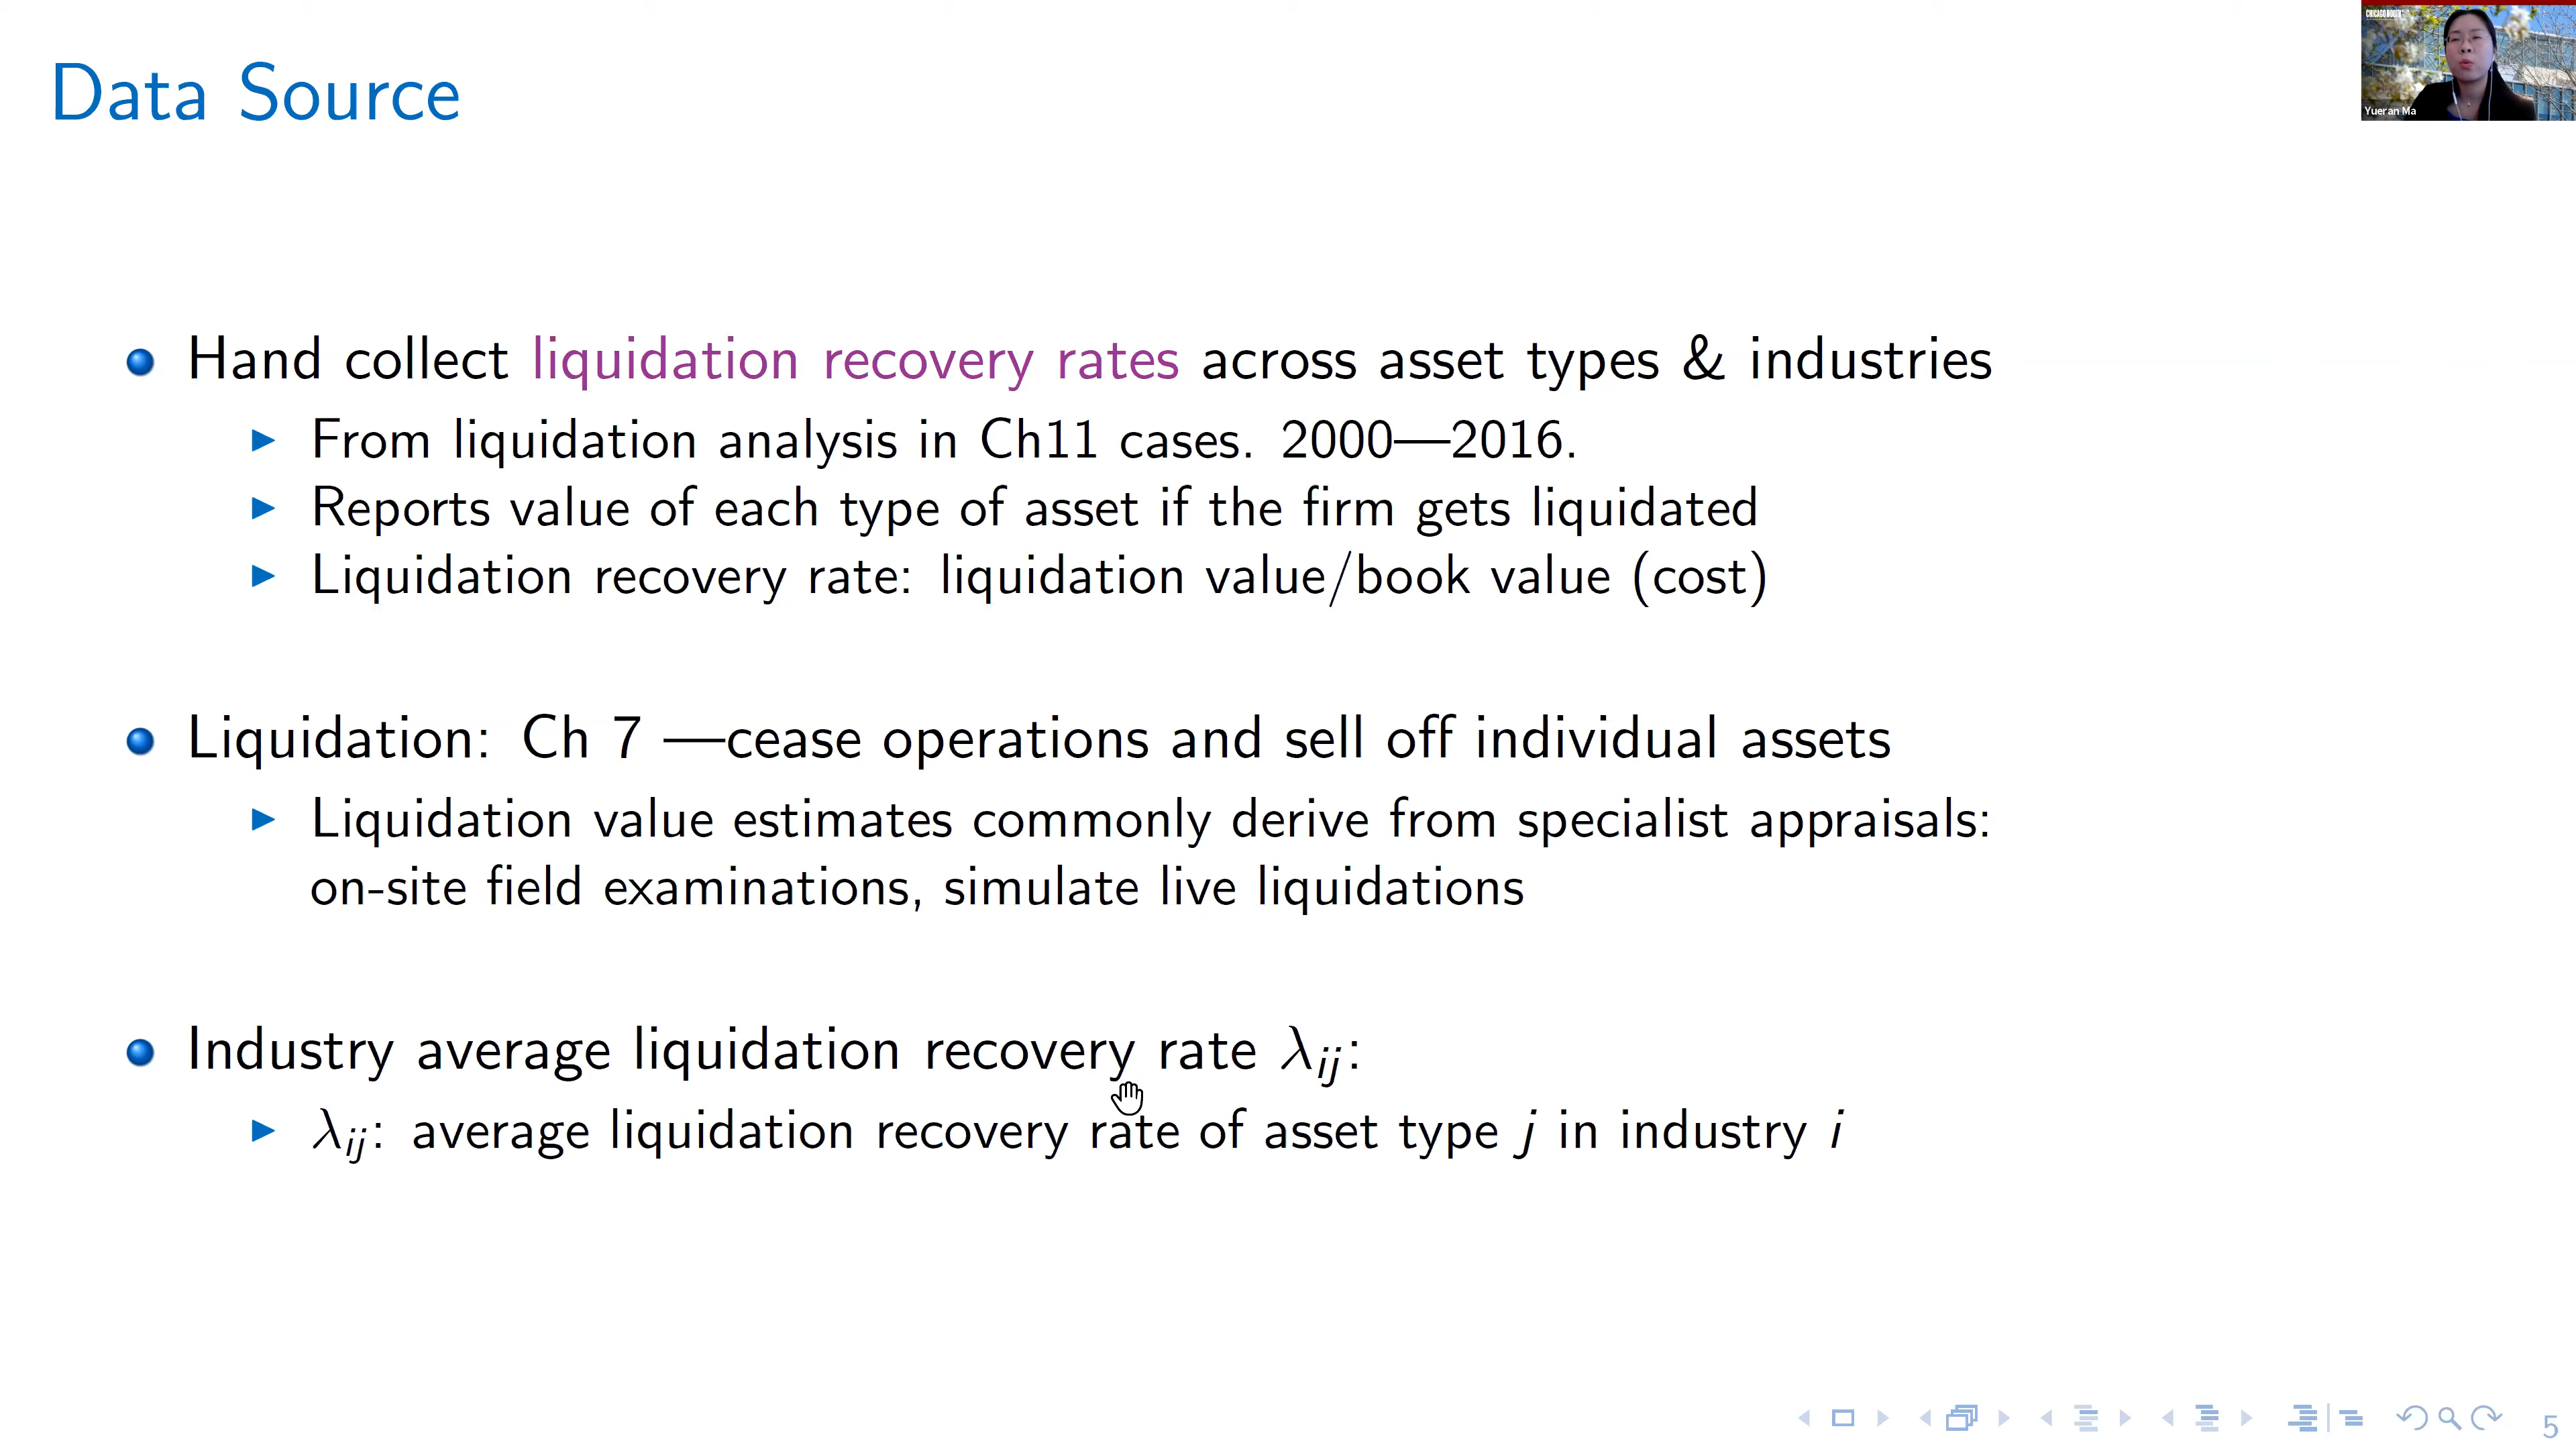 Data Source
CHICAGO BOOTH
Yueran Ma
Hand collect liquidation recovery rates across asset types & industries
From liquidation analysis in Ch11 cases. 2000—2016.
Reports value of each type of asset if the firm gets liquidated
Liquidation recovery rate: liquidation value/book value (cost)
Liquidation: Ch 7 —cease operations and sell off individual assets
Liquidation value estimates commonly derive from specialist appraisals:
on-site field examinations, simulate live liquidations
Industry average liquidation recovery rate λij:
λij: average liquidation recovery rate of asset type j in industry i
5